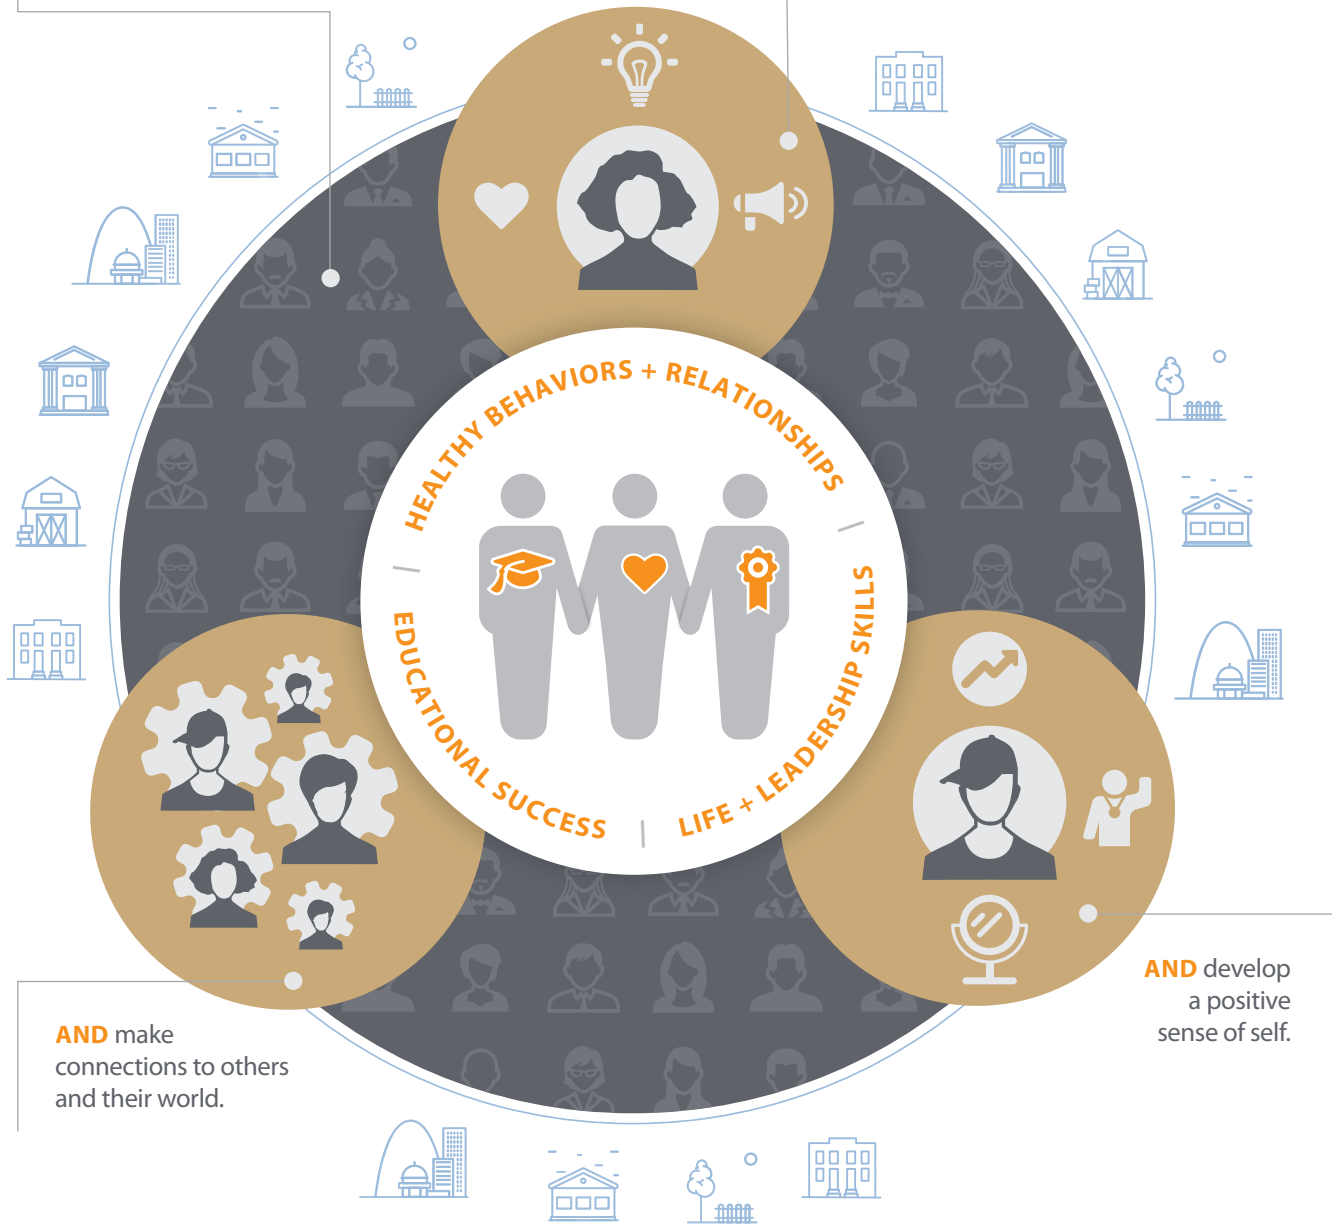 HEALTHY BEHAVIORS + RELATIONSHIPS
EDUCATIONAL SUCCESS
LIFE + LEADERSHIP SKILLS
AND develop
a positive
sense of self.
AND make
connections to others
and their world.